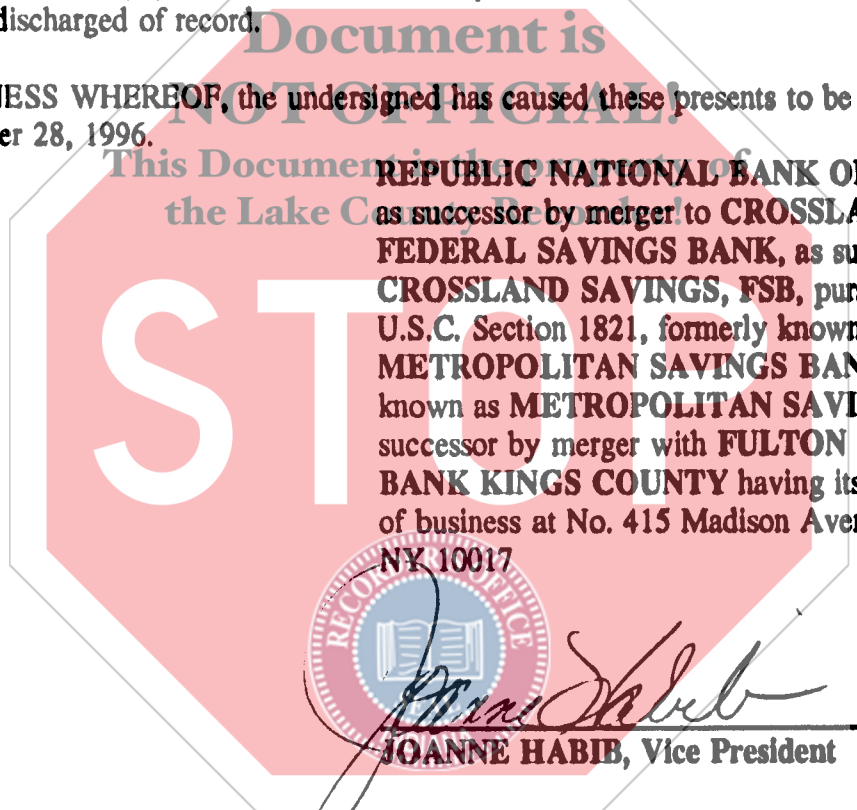 discharged of record.
Document is
NESS WHEREOF, the undersigned has caused these presents to be
NOT OFFICIAL!
er 28, 1996.
This Document is the property of
the Lake County Recorder!
REPUBLIC NATIONAL BANK OF
as successor by merger to CROSSLA
FEDERAL SAVINGS BANK, as su
CROSSLAND SAVINGS, FSB, pur
U.S.C. Section 1821, formerly known
METROPOLITAN SAVINGS BAN
known as METROPOLITAN SAVI
successor by merger with FULTON
BANK KINGS COUNTY having its
of business at No. 415 Madison Ave
NY 10017
STOP
RECORDER'S OFFICE
Joanne Habib
JOANNE HABIB, Vice President